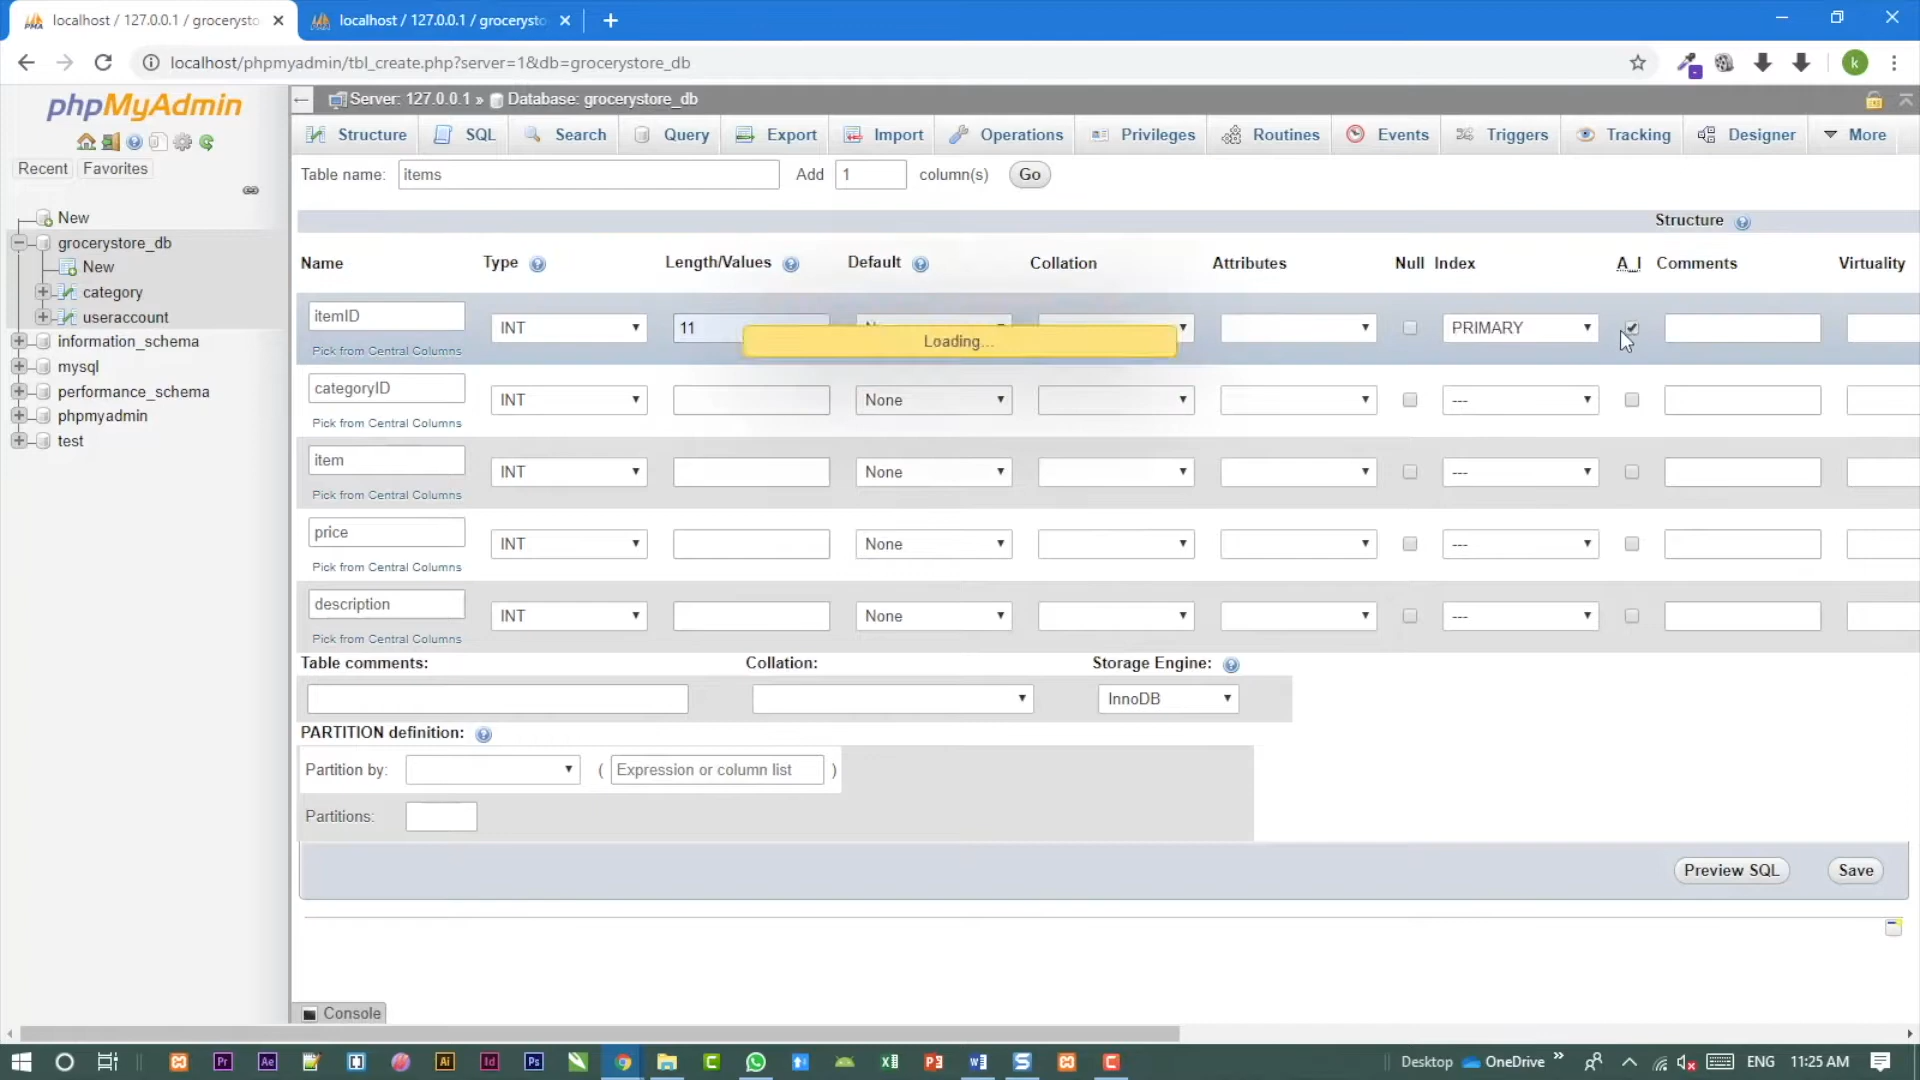 localhost / 127.0.0.1 / grocerysto
localhost / 127.0.0.1 / grocerysto
localhost/phpmyadmin/tbl_create.php?server=1&db=grocerystore_db
k
phpMyAdmin
Recent
Favorites
New
grocerystore_db
New
category
useraccount
information_schema
mysql
performance_schema
phpmyadmin
test
Server: 127.0.0.1 » Database: grocerystore_db
Structure SQL Search Query Export Import Operations Privileges Routines Events Triggers Tracking Designer More
Table name: items Add 1 column(s) Go
Structure
Name Type Length/Values Default Collation Attributes Null Index A_I Comments Virtuality
itemID INT 11 PRIMARY
Loading...
Pick from Central Columns
categoryID INT None ---
Pick from Central Columns
item INT None ---
Pick from Central Columns
price INT None ---
Pick from Central Columns
description INT None ---
Pick from Central Columns
Table comments: Collation: Storage Engine:
InnoDB
PARTITION definition:
Partition by: ( Expression or column list )
Partitions:
Preview SQL Save
Console
Desktop OneDrive » ENG 11:25 AM